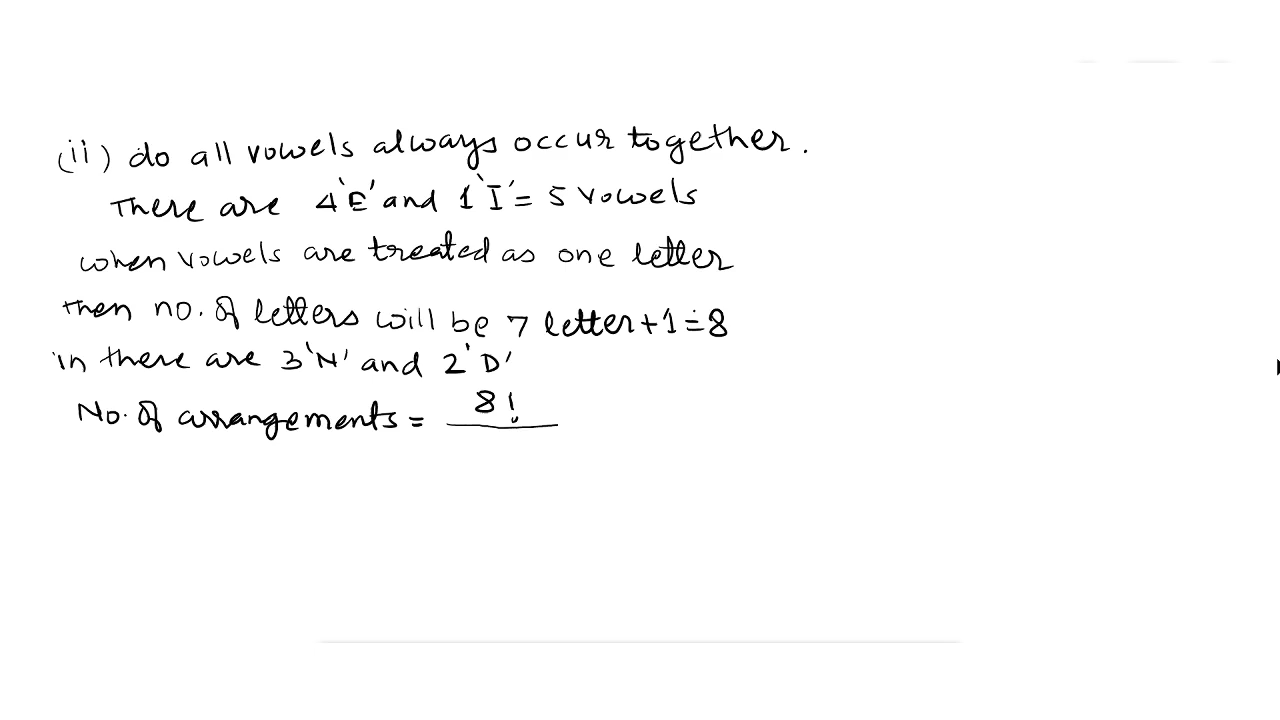 (ii) do all vowels always occur together.
There are 4 'E' and 1 'I' = 5 vowels
when vowels are treated as one letter
then no. of letters will be 7 letter + 1 = 8
in there are 3 'N' and 2 'D'
No. of arrangements = 8!